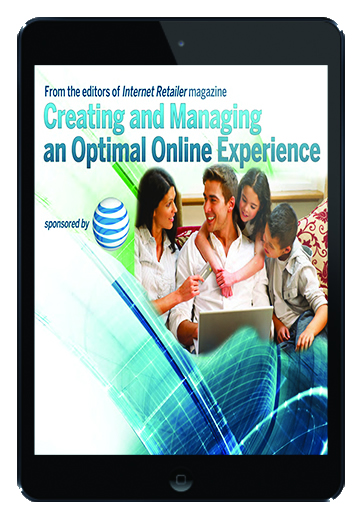 From the editors of Internet Retailer magazine
Creating and Managing
an Optimal Online Experience
sponsored by